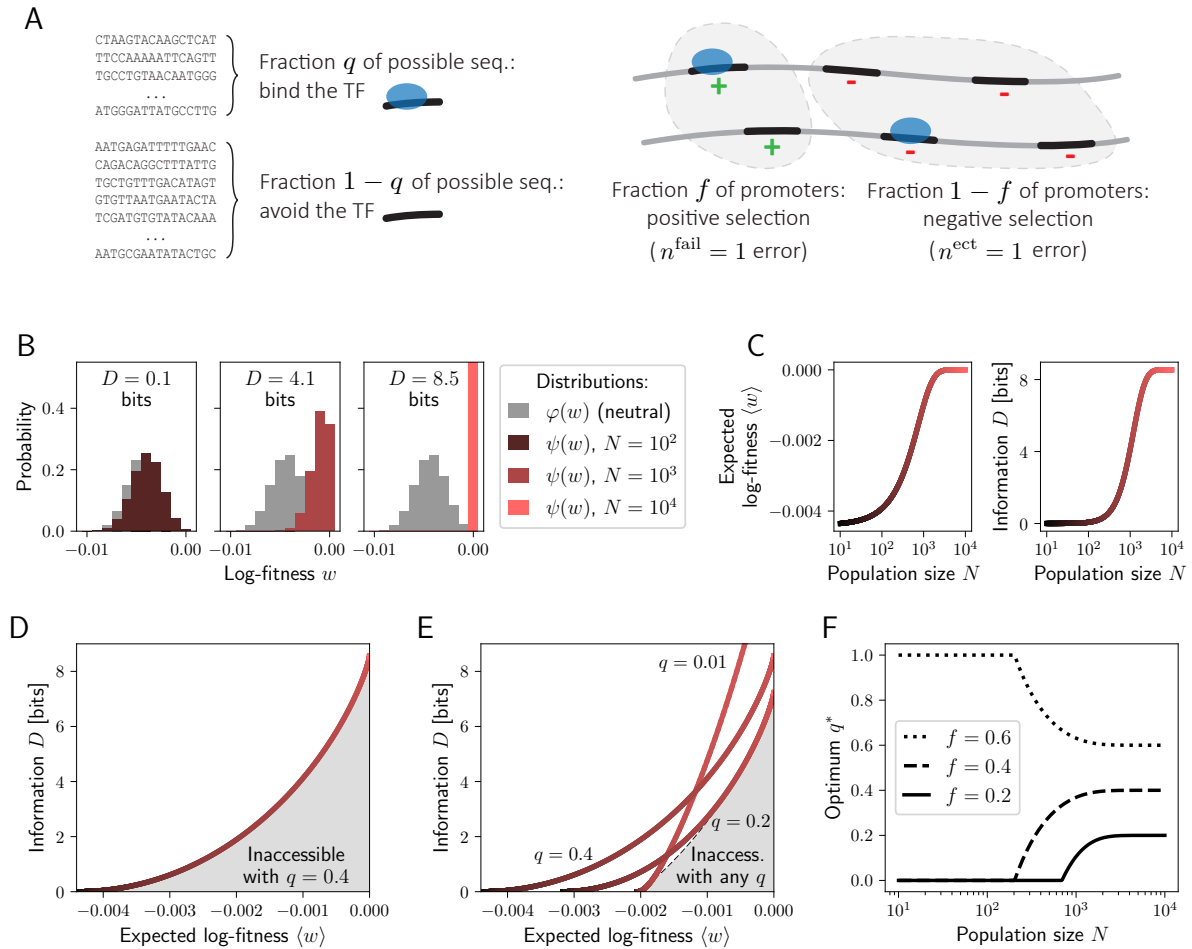 A
CTAAGTACAAGCTCAT
TTCCAAAAATTCAGTT
TGCCTGTAACAATGGG
...
ATGGGATTATGCCTTG
Fraction q of possible seq.:
bind the TF
AATGAGATTTTTGAAC
CAGACAGGCTTTATTG
TGCTGTTTGACATAGT
GTGTTAATGAATACTA
TCGATGTGTATACAAA
...
AATGCGAATATACTGC
Fraction 1 − q of possible seq.:
avoid the TF
+ - -
+ - -
Fraction f of promoters:
positive selection
(n^fail = 1 error)
Fraction 1 − f of promoters:
negative selection
(n^ect = 1 error)
B
Probability
0.4
0.2
0.0
D = 0.1
bits
D = 4.1
bits
D = 8.5
bits
−0.01 0.00
−0.01 0.00
−0.01 0.00
Log-fitness w
Distributions:
φ(w) (neutral)
ψ(w), N = 10^2
ψ(w), N = 10^3
ψ(w), N = 10^4
C
Expected
log-fitness ⟨w⟩
0.000
−0.002
−0.004
10^1 10^2 10^3 10^4
Population size N
Information D [bits]
8
4
0
10^1 10^2 10^3 10^4
Population size N
D
Information D [bits]
8
6
4
2
0
Inaccessible
with q = 0.4
−0.004 −0.003 −0.002 −0.001 0.000
Expected log-fitness ⟨w⟩
E
Information D [bits]
8
6
4
2
0
q = 0.01
q = 0.2
q = 0.4
Inaccess.
with any q
−0.004 −0.003 −0.002 −0.001 0.000
Expected log-fitness ⟨w⟩
F
Optimum q*
1.0
0.8
0.6
0.4
0.2
0.0
f = 0.6
f = 0.4
f = 0.2
10^1 10^2 10^3 10^4
Population size N